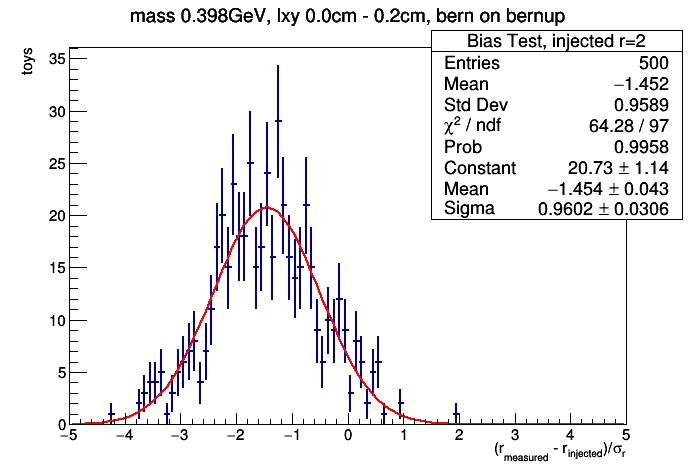 mass 0.398GeV, lxy 0.0cm - 0.2cm, bern on bernup
Bias Test, injected r=2
Entries 500
Mean −1.452
Std Dev 0.9589
χ² / ndf 64.28 / 97
Prob 0.9958
Constant 20.73 ± 1.14
Mean −1.454 ± 0.043
Sigma 0.9602 ± 0.0306
toys
35
30
25
20
15
10
5
0
−5 −4 −3 −2 −1 0 1 2 3 4 5
(r_measured - r_injected)/σ_r